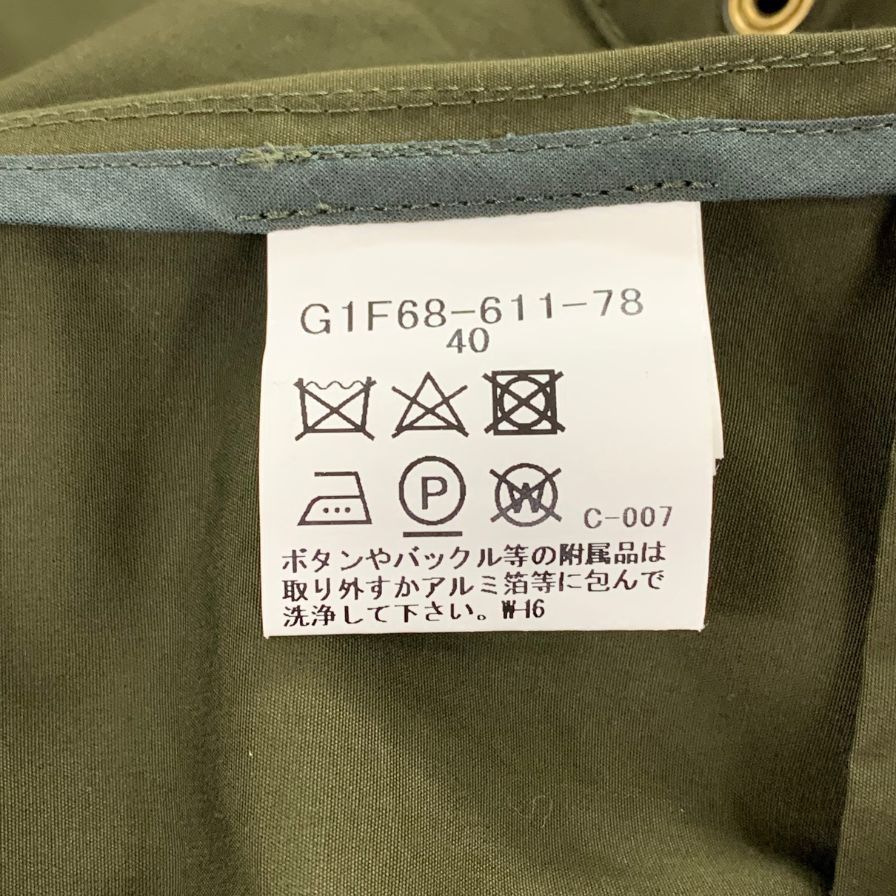 G1F68-611-78
40
P W C-007
ボタンやバックル等の附属品は
取り外すかアルミ箔等に包んで
洗浄して下さい。W-16